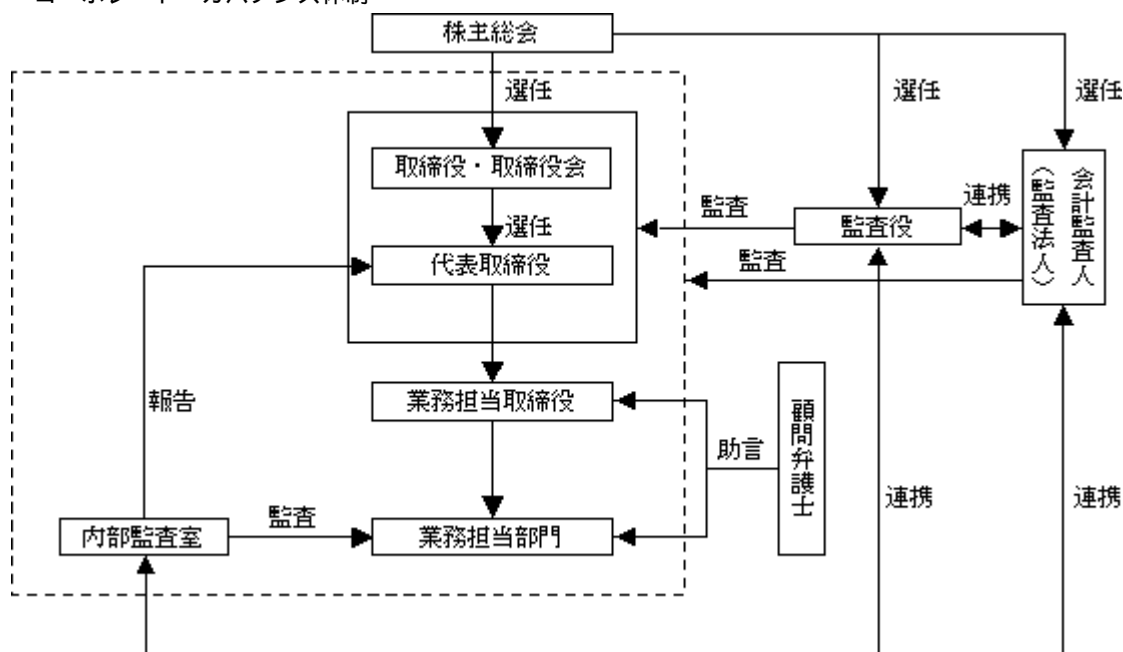 株主総会
選任
選任
選任
取締役・取締役会
選任
代表取締役
監査
監査役
連携
会計監査人
（監査法人）
監査
報告
業務担当取締役
助言
顧問弁護士
内部監査室
監査
業務担当部門
連携
連携